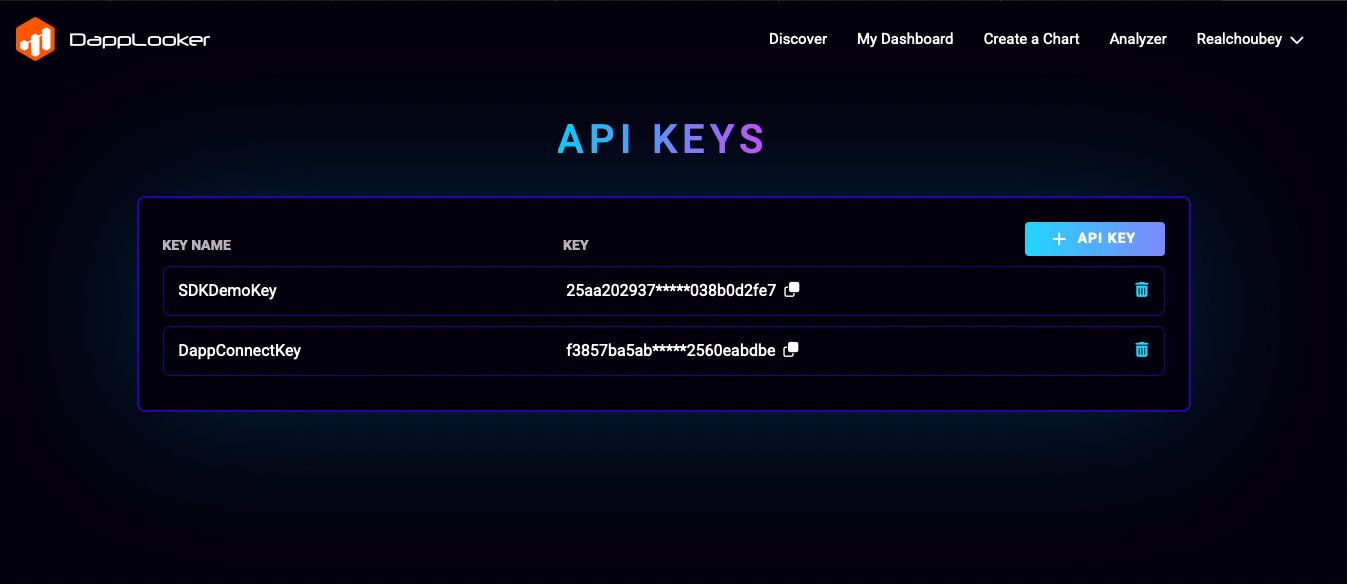 DappLooker Discover My Dashboard Create a Chart Analyzer Realchoubey
API KEYS
KEY NAME KEY + API KEY
SDKDemoKey 25aa202937*****038b0d2fe7
DappConnectKey f3857ba5ab*****2560eabdbe